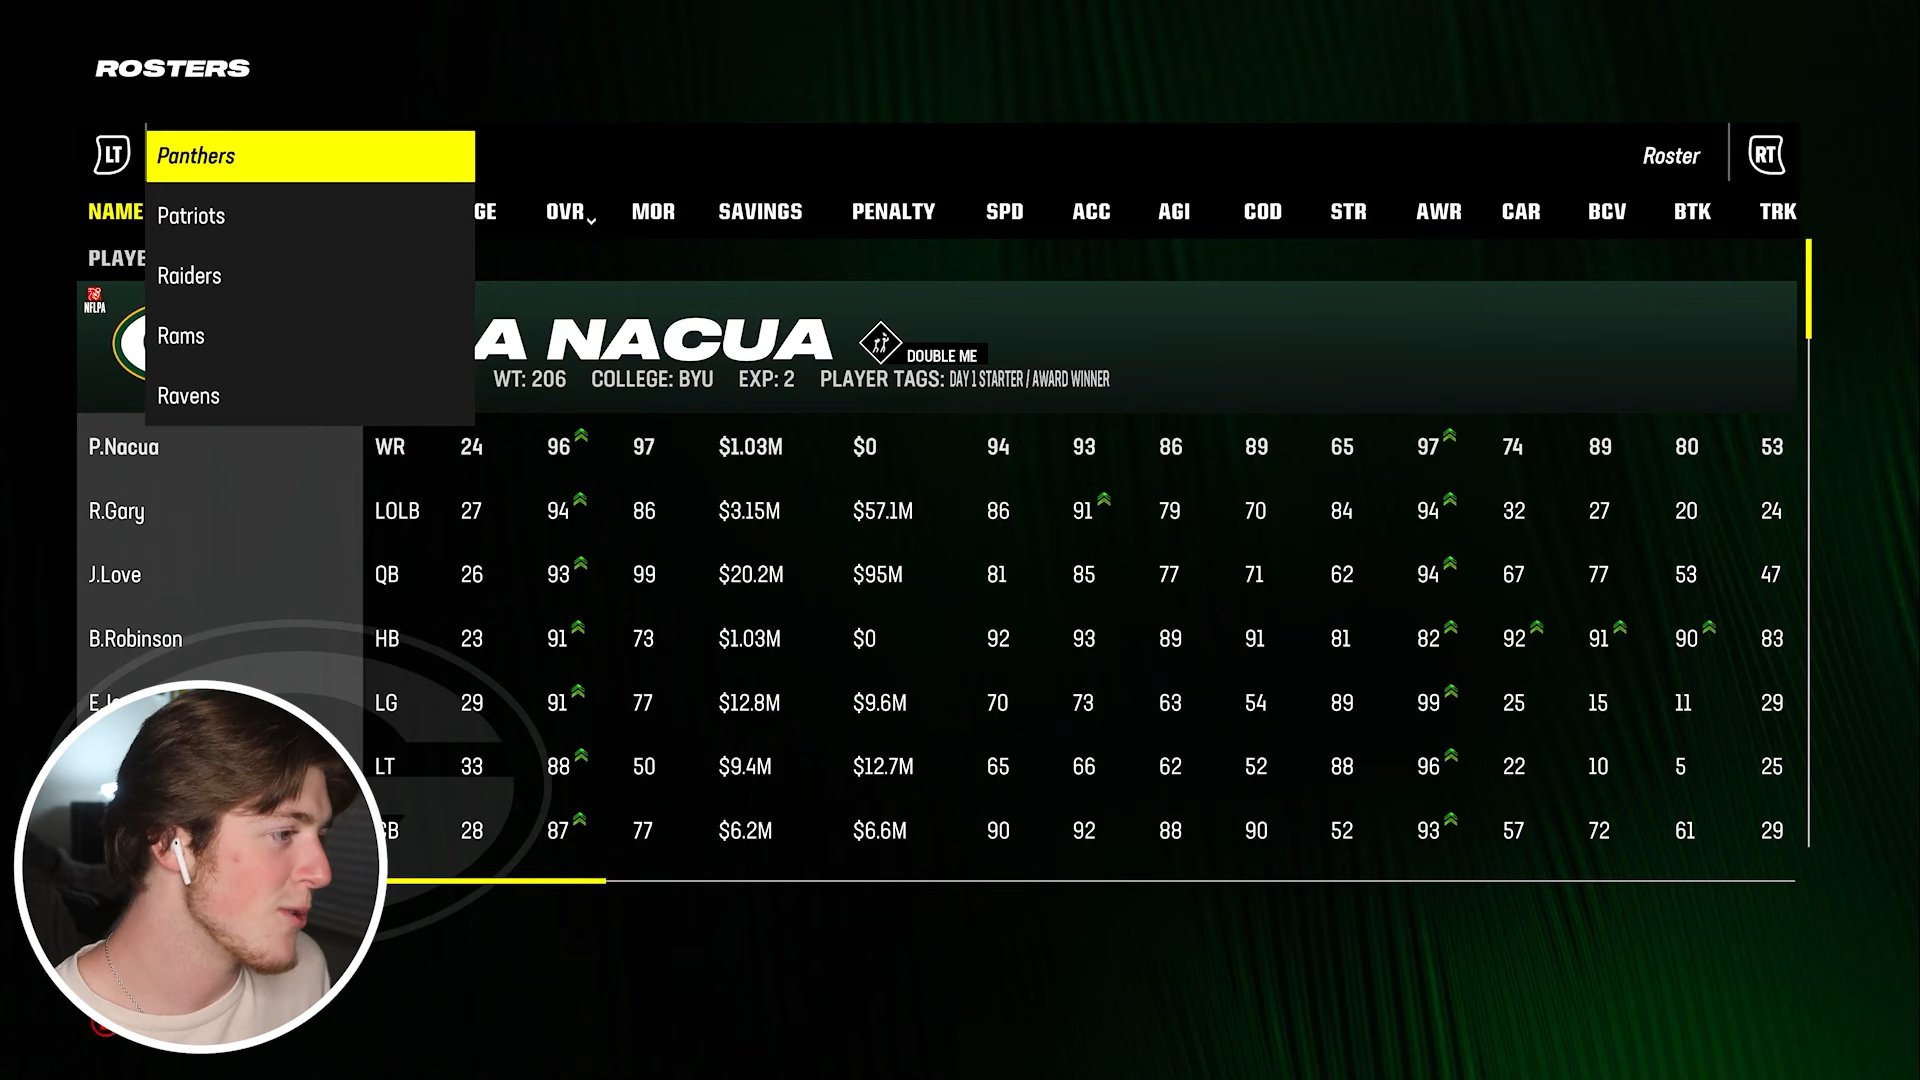 ROSTERS
LT Panthers Roster RT
Patriots
Raiders
Rams
Ravens
NAME GE OVR MOR SAVINGS PENALTY SPD ACC AGI COD STR AWR CAR BCV BTK TRK
PLAYE
NFLPA
A NACUA DOUBLE ME
WT: 206 COLLEGE: BYU EXP: 2 PLAYER TAGS: DAY 1 STARTER / AWARD WINNER
P.Nacua WR 24 96 97 $1.03M $0 94 93 86 89 65 97 74 89 80 53
R.Gary LOLB 27 94 86 $3.15M $57.1M 86 91 79 70 84 94 32 27 20 24
J.Love QB 26 93 99 $20.2M $95M 81 85 77 71 62 94 67 77 53 47
B.Robinson HB 23 91 73 $1.03M $0 92 93 89 91 81 82 92 91 90 83
LG 29 91 77 $12.8M $9.6M 70 73 63 54 89 99 25 15 11 29
LT 33 88 50 $9.4M $12.7M 65 66 62 52 88 96 22 10 5 25
28 87 77 $6.2M $6.6M 90 92 88 90 52 93 57 72 61 29